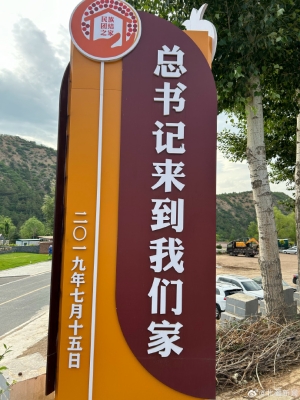 民族
团结
之家
总书记来到我们家
二〇一九年七月十五日